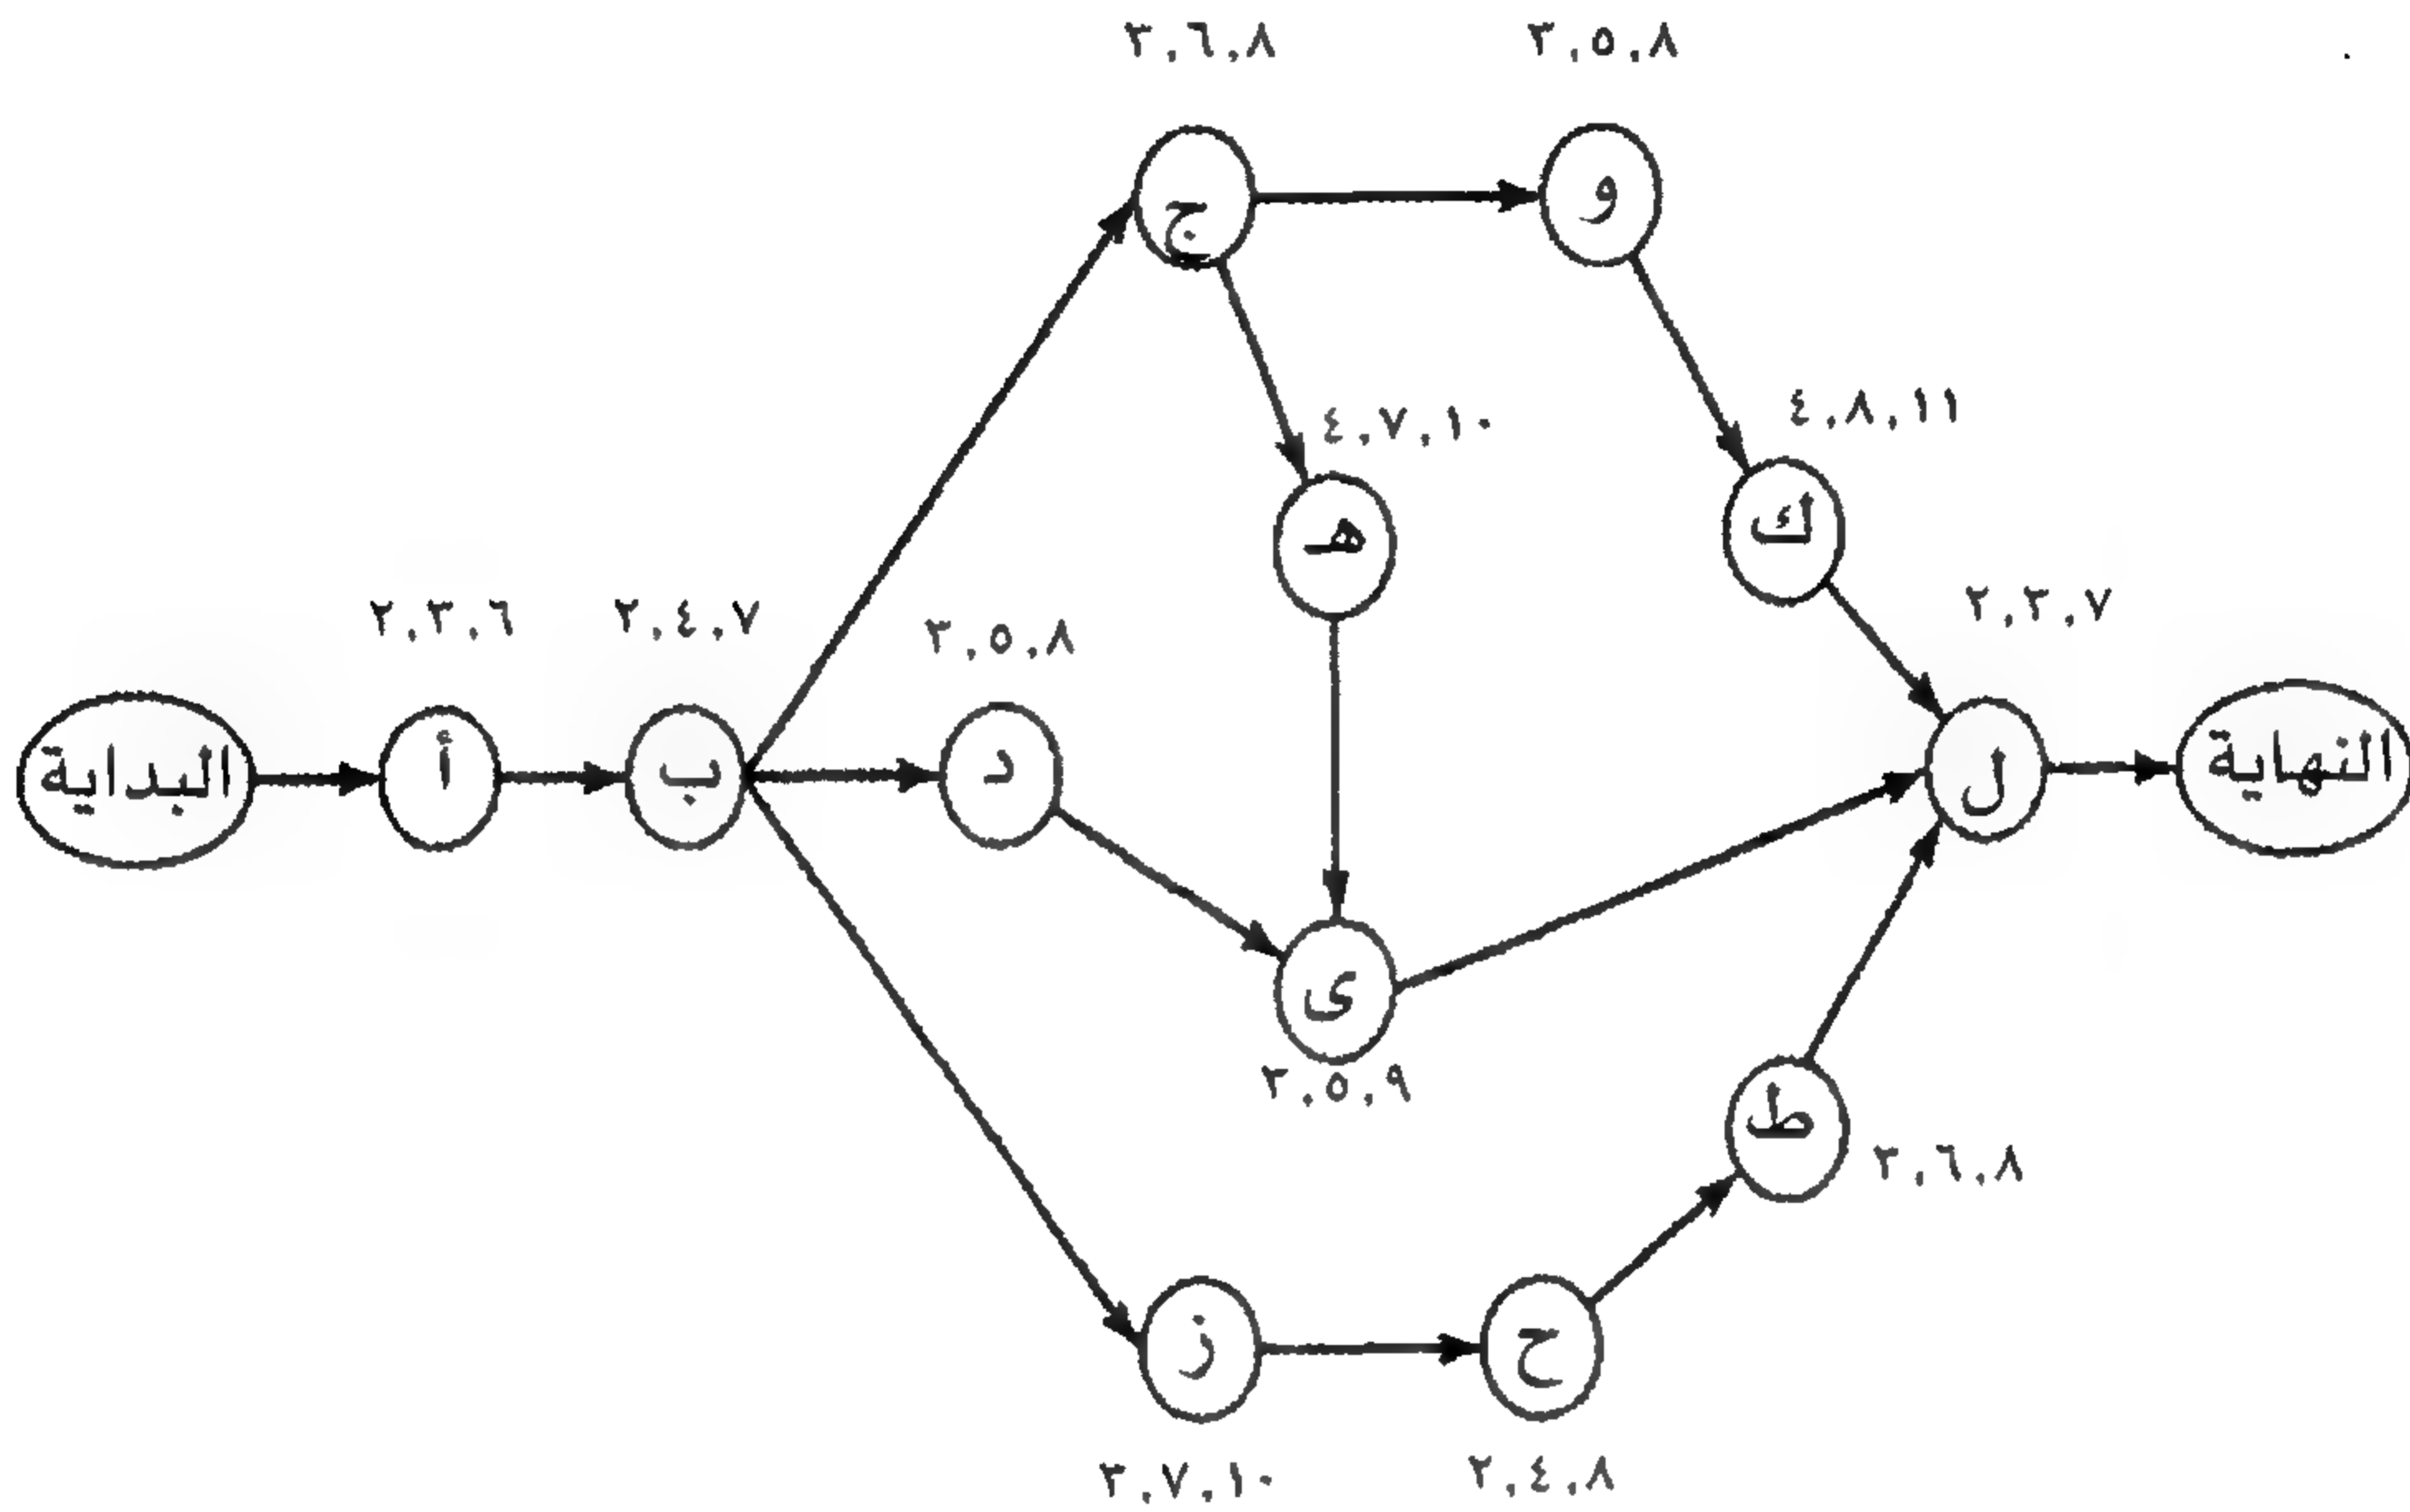 ٣,٦,٨
٣,٥,٨
ج
و
٤,٨,١١
٤,٧,١٠
ك
هـ
٢,٣,٦
٢,٤,٧
٣,٥,٨
٢,٣,٧
البداية
أ
ب
د
ل
النهاية
ى
٣,٥,٩
ط
٣,٦,٨
ز
ح
٣,٧,١٠
٢,٤,٨